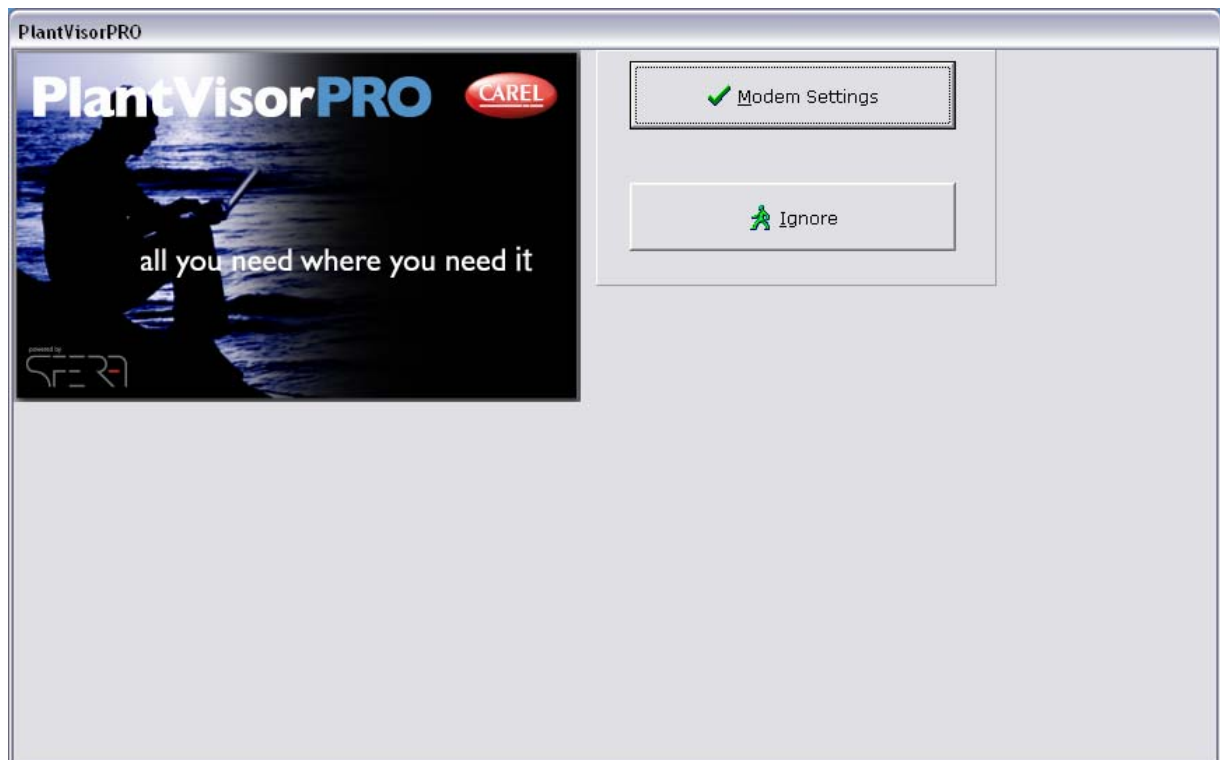 PlantVisorPRO
PlantVisorPRO CAREL
all you need where you need it
powered by
SFERA
Modem Settings
Ignore